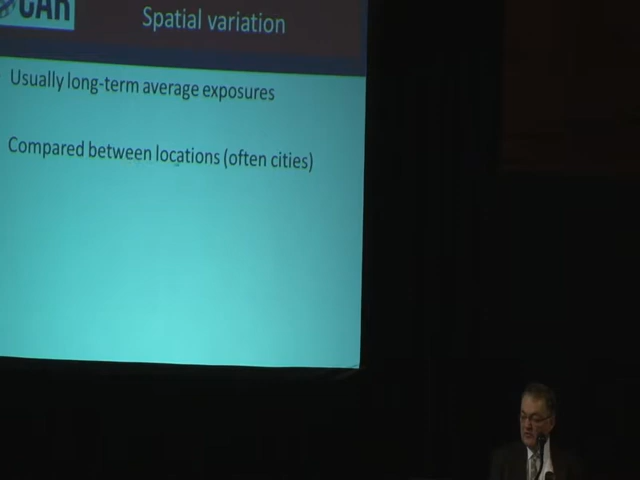 CAR
Spatial variation
Usually long-term average exposures
Compared between locations (often cities)